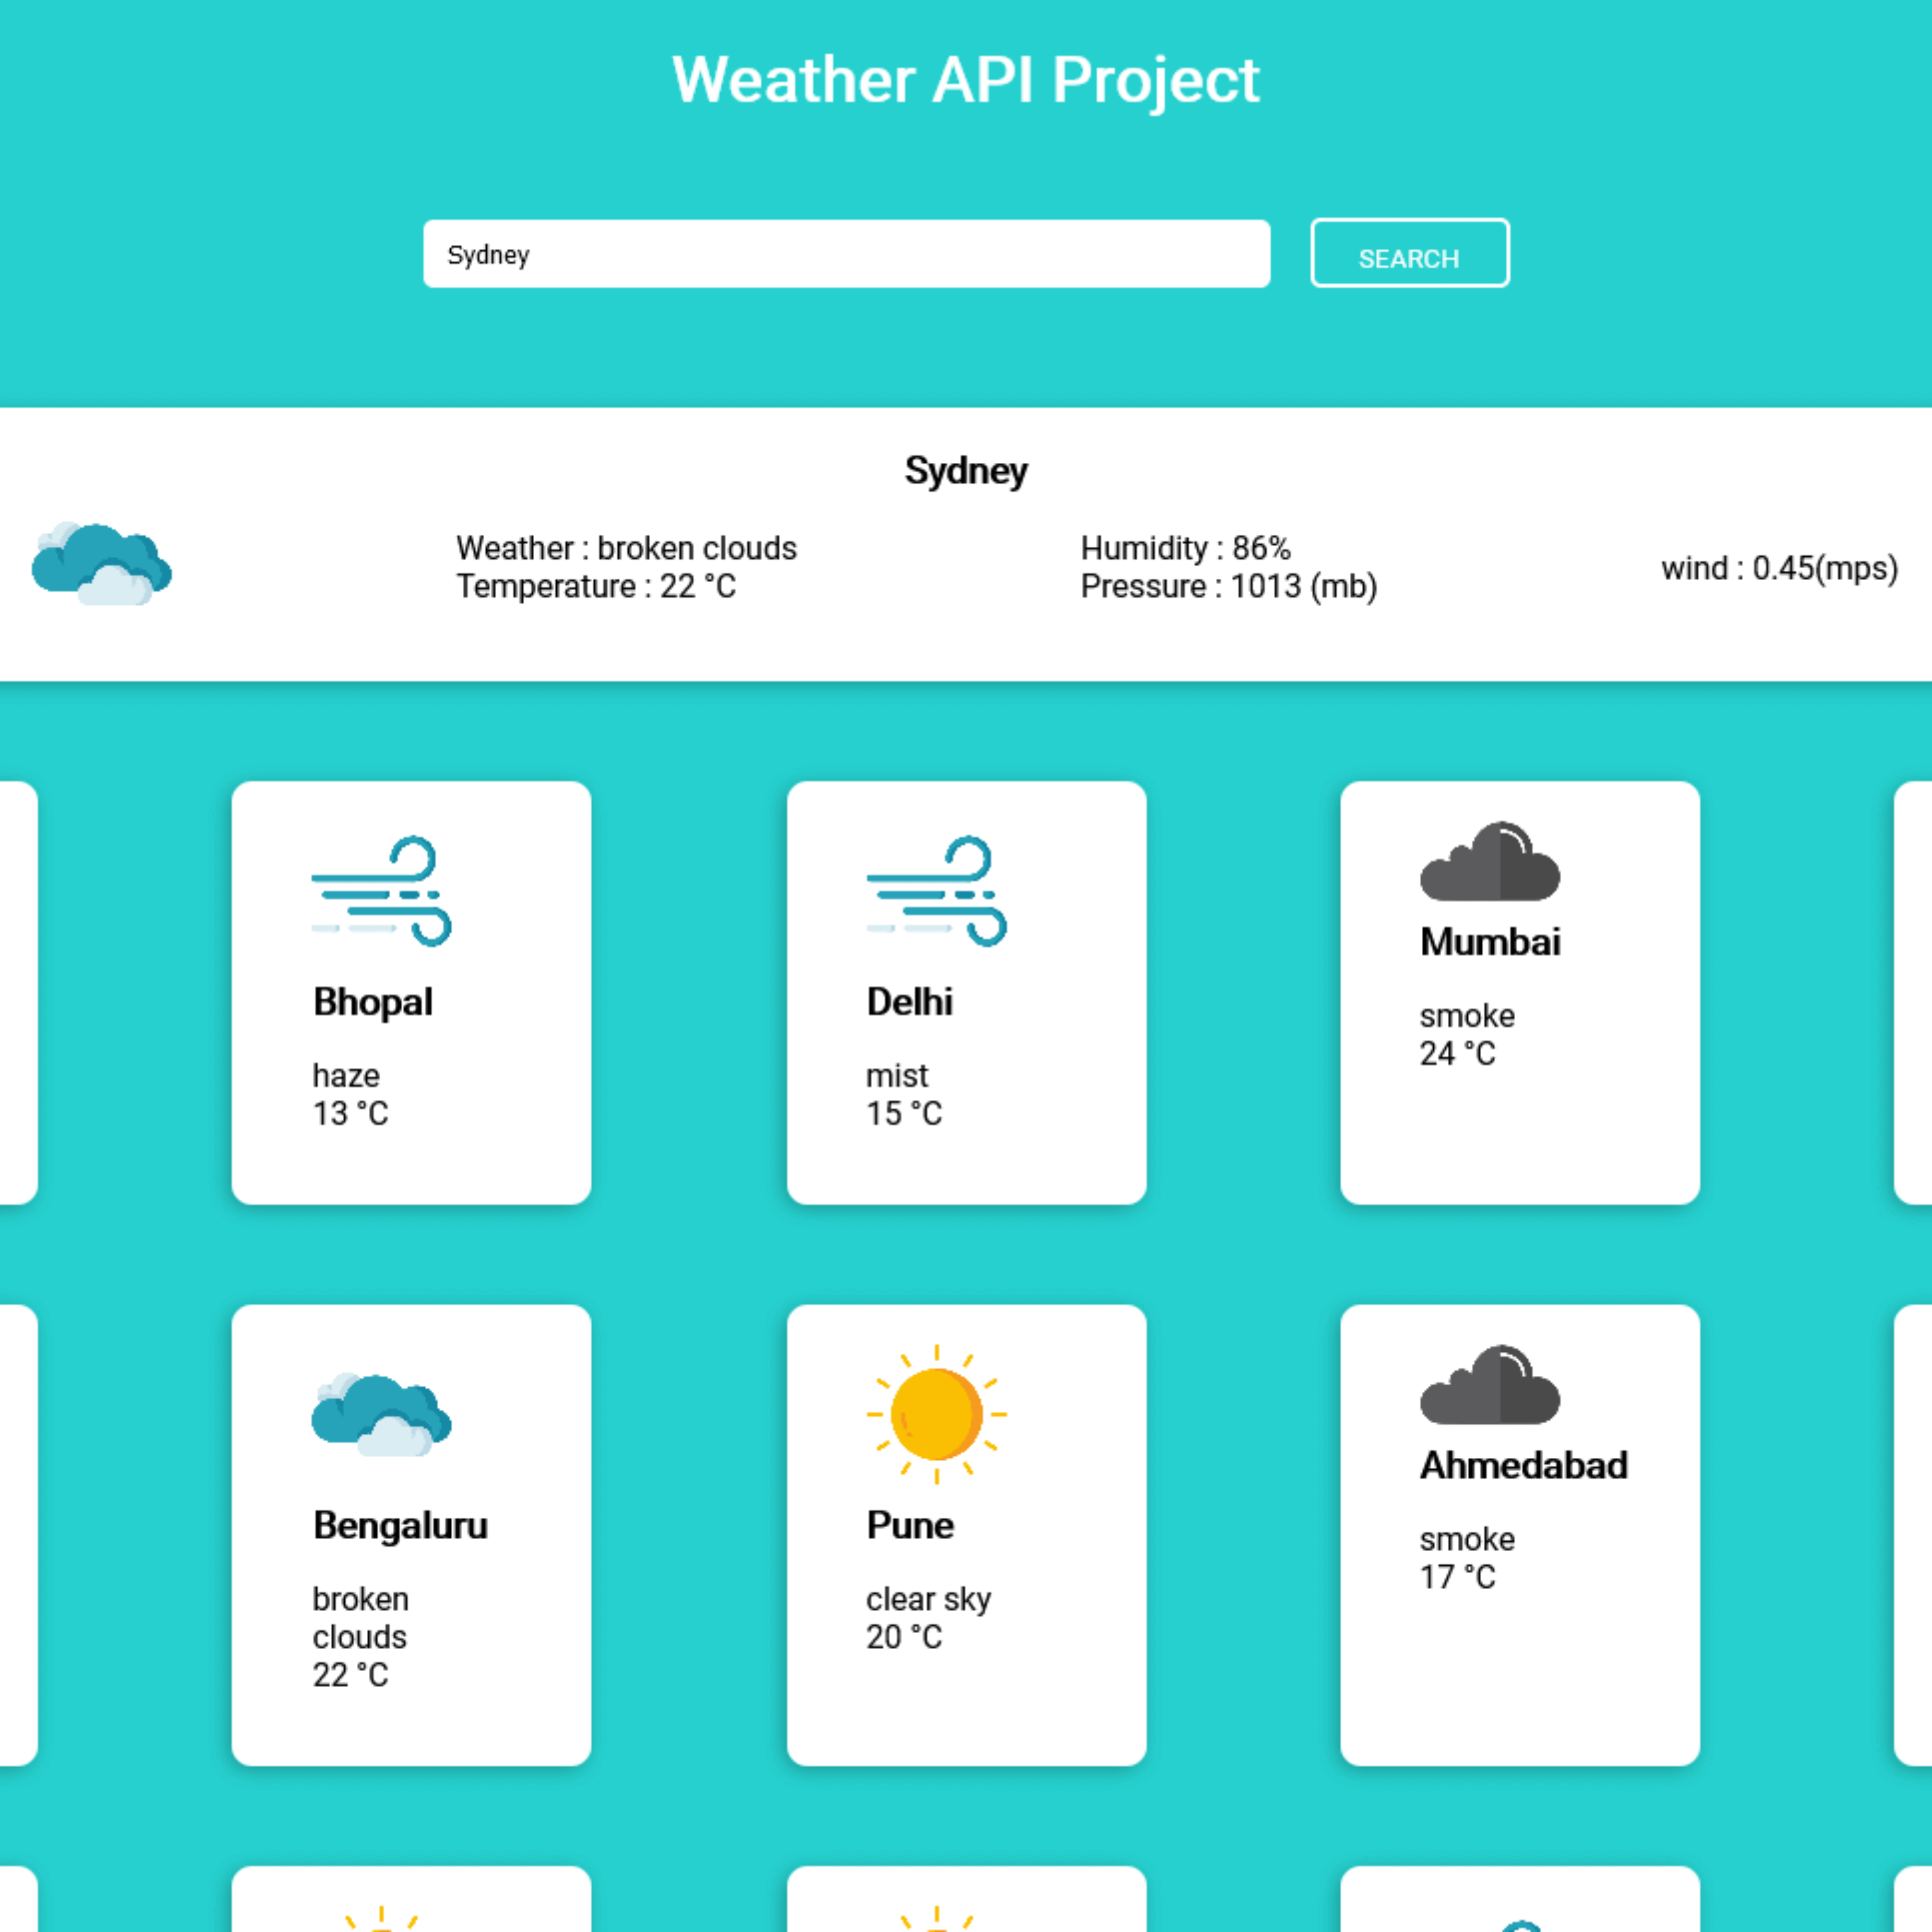 Weather API Project
Sydney
SEARCH
Sydney
Weather : broken clouds
Temperature : 22 °C
Humidity : 86%
Pressure : 1013 (mb)
wind : 0.45(mps)
Bhopal
haze
13 °C
Delhi
mist
15 °C
Mumbai
smoke
24 °C
Bengaluru
broken
clouds
22 °C
Pune
clear sky
20 °C
Ahmedabad
smoke
17 °C